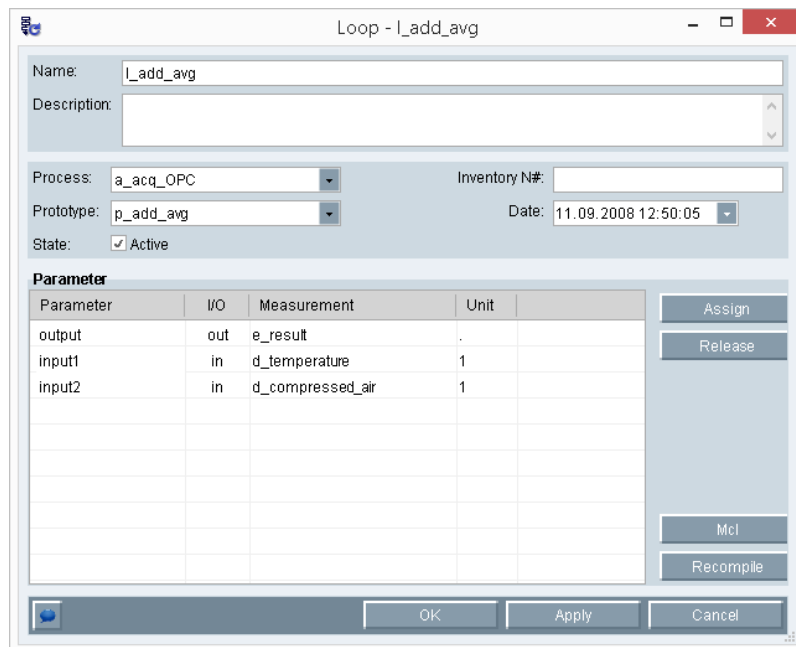 Loop - l_add_avg
Name: l_add_avg
Description:
Process: a_acq_OPC Inventory N#:
Prototype: p_add_avg Date: 11.09.2008 12:50:05
State: Active
Parameter
Parameter I/O Measurement Unit
Assign
output out e_result .
Release
input1 in d_temperature 1
input2 in d_compressed_air 1
Mcl
Recompile
OK Apply Cancel